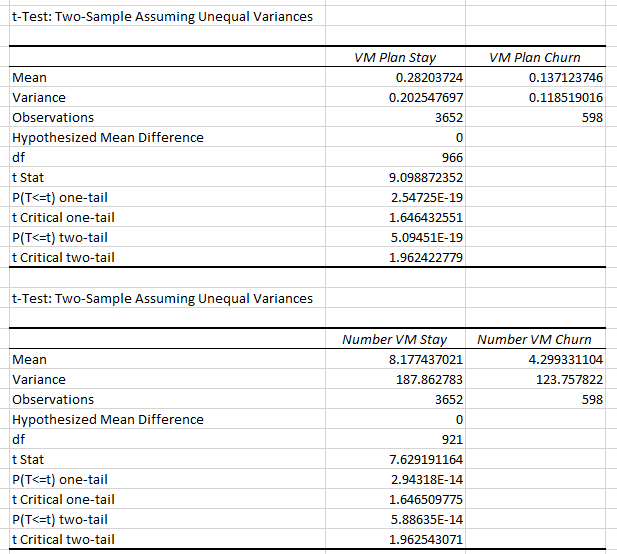 t-Test: Two-Sample Assuming Unequal Variances
VM Plan Stay VM Plan Churn
Mean 0.28203724 0.137123746
Variance 0.202547697 0.118519016
Observations 3652 598
Hypothesized Mean Difference 0
df 966
t Stat 9.098872352
P(T<=t) one-tail 2.54725E-19
t Critical one-tail 1.646432551
P(T<=t) two-tail 5.09451E-19
t Critical two-tail 1.962422779
t-Test: Two-Sample Assuming Unequal Variances
Number VM Stay Number VM Churn
Mean 8.177437021 4.299331104
Variance 187.862783 123.757822
Observations 3652 598
Hypothesized Mean Difference 0
df 921
t Stat 7.629191164
P(T<=t) one-tail 2.94318E-14
t Critical one-tail 1.646509775
P(T<=t) two-tail 5.88635E-14
t Critical two-tail 1.962543071